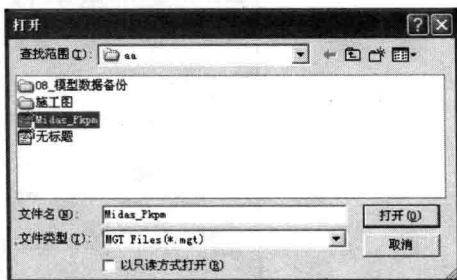 打开
查找范围(I): aa
08_模型数据备份
施工图
Midas_Pkpm
无标题
文件名(N): Midas_Pkpm 打开(O)
文件类型(T): MGT Files(*.mgt) 取消
以只读方式打开(R)